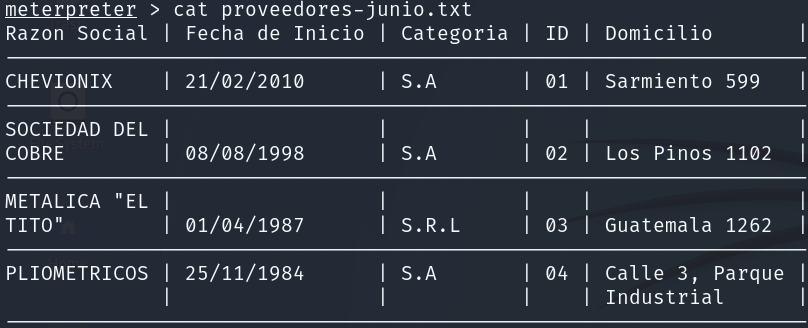 meterpreter > cat proveedores-junio.txt
Razon Social | Fecha de Inicio | Categoria | ID | Domicilio |
CHEVIONIX | 21/02/2010 | S.A | 01 | Sarmiento 599 |
SOCIEDAD DEL | | | | |
COBRE | 08/08/1998 | S.A | 02 | Los Pinos 1102 |
METALICA "EL | | | | |
TITO" | 01/04/1987 | S.R.L | 03 | Guatemala 1262 |
PLIOMETRICOS | 25/11/1984 | S.A | 04 | Calle 3, Parque |
| | | | Industrial |